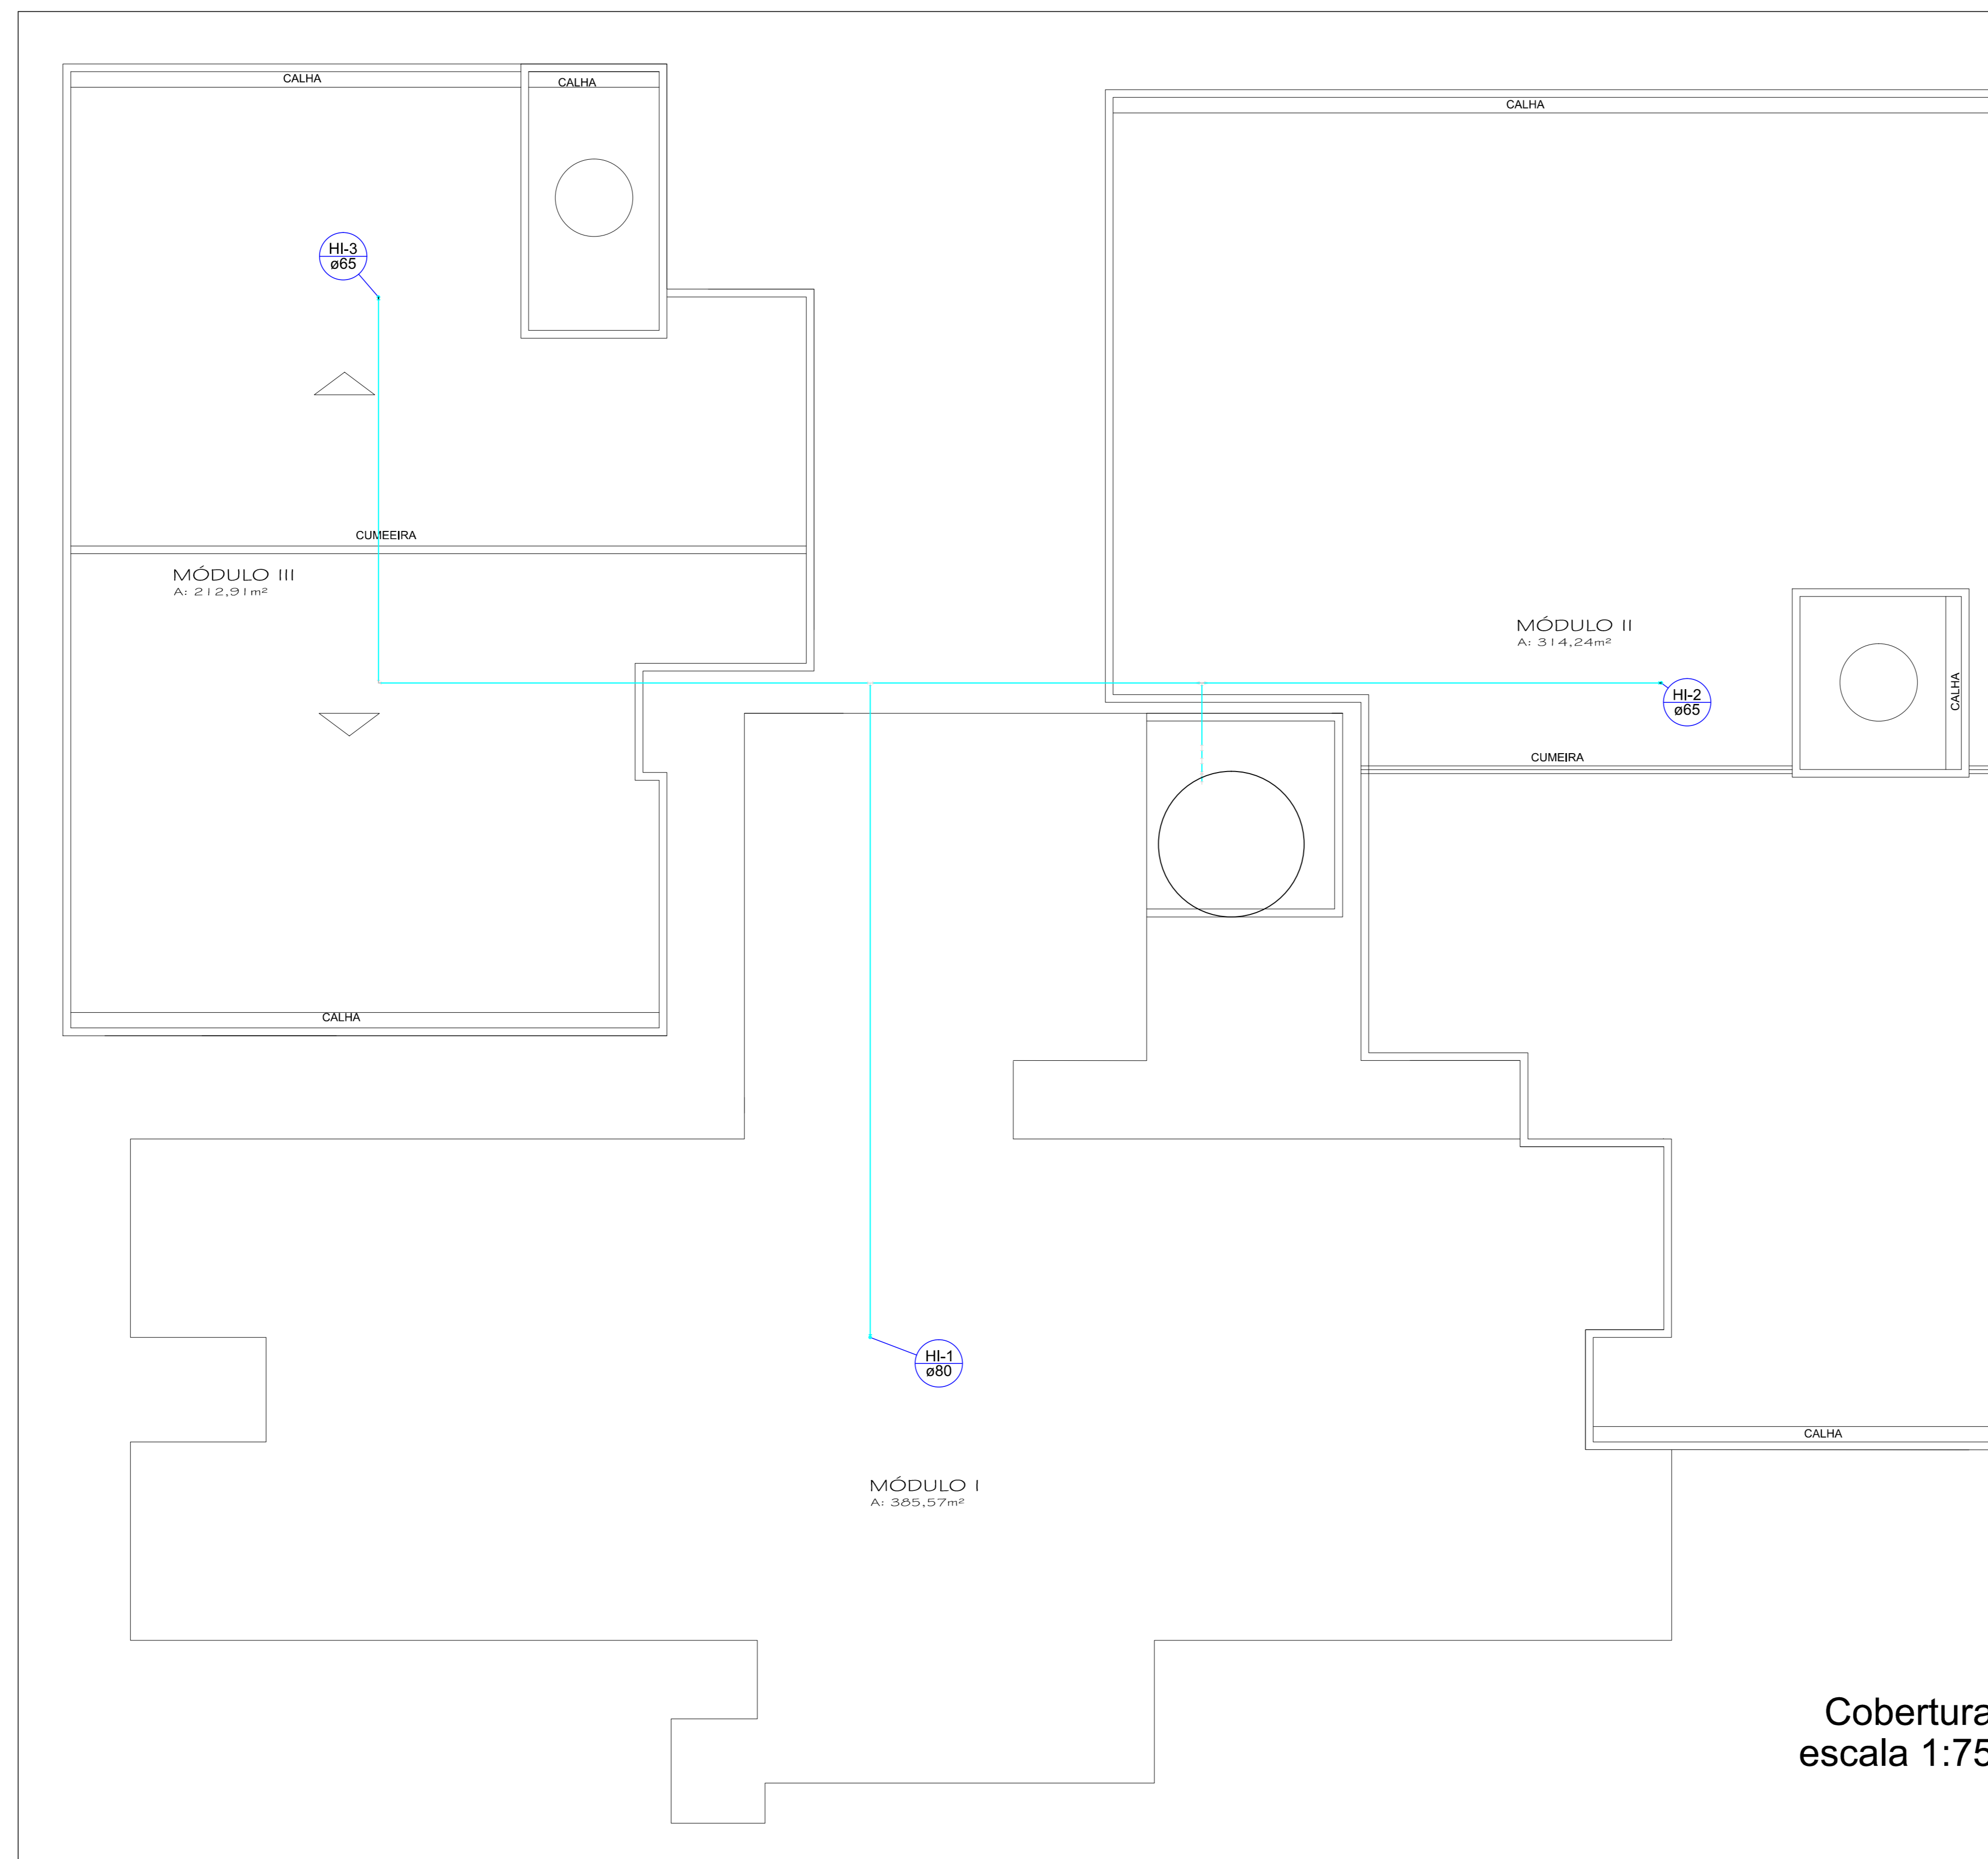 CALHA
CALHA
CALHA
HI-3
ø65
CUMEEIRA
MÓDULO III
A: 212,91m²
MÓDULO II
A: 314,24m²
HI-2
ø65
CALHA
CUMEIRA
CALHA
HI-1
ø80
CALHA
MÓDULO I
A: 385,57m²
Cobertura
escala 1:75